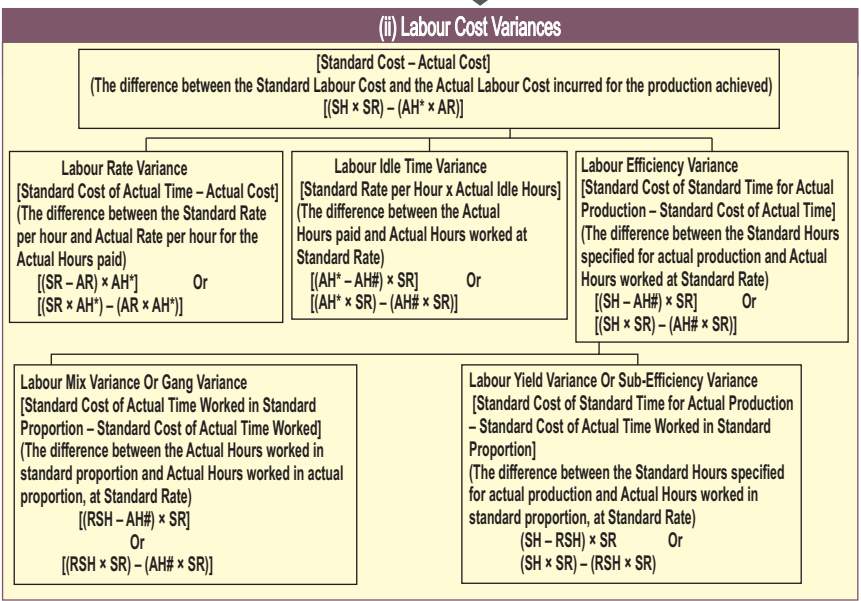 (ii) Labour Cost Variances
[Standard Cost – Actual Cost]
(The difference between the Standard Labour Cost and the Actual Labour Cost incurred for the production achieved)
[(SH × SR) – (AH* × AR)]
Labour Rate Variance
[Standard Cost of Actual Time – Actual Cost]
(The difference between the Standard Rate
per hour and Actual Rate per hour for the
Actual Hours paid)
[(SR – AR) × AH*] Or
[(SR × AH*) – (AR × AH*)]
Labour Idle Time Variance
[Standard Rate per Hour x Actual Idle Hours]
(The difference between the Actual
Hours paid and Actual Hours worked at
Standard Rate)
[(AH* – AH#) × SR] Or
[(AH* × SR) – (AH# × SR)]
Labour Efficiency Variance
[Standard Cost of Standard Time for Actual
Production – Standard Cost of Actual Time]
(The difference between the Standard Hours
specified for actual production and Actual
Hours worked at Standard Rate)
[(SH – AH#) × SR] Or
[(SH × SR) – (AH# × SR)]
Labour Mix Variance Or Gang Variance
[Standard Cost of Actual Time Worked in Standard
Proportion – Standard Cost of Actual Time Worked]
(The difference between the Actual Hours worked in
standard proportion and Actual Hours worked in actual
proportion, at Standard Rate)
[(RSH – AH#) × SR]
Or
[(RSH × SR) – (AH# × SR)]
Labour Yield Variance Or Sub-Efficiency Variance
[Standard Cost of Standard Time for Actual Production
– Standard Cost of Actual Time Worked in Standard
Proportion]
(The difference between the Standard Hours specified
for actual production and Actual Hours worked in
standard proportion, at Standard Rate)
(SH – RSH) × SR Or
(SH × SR) – (RSH × SR)